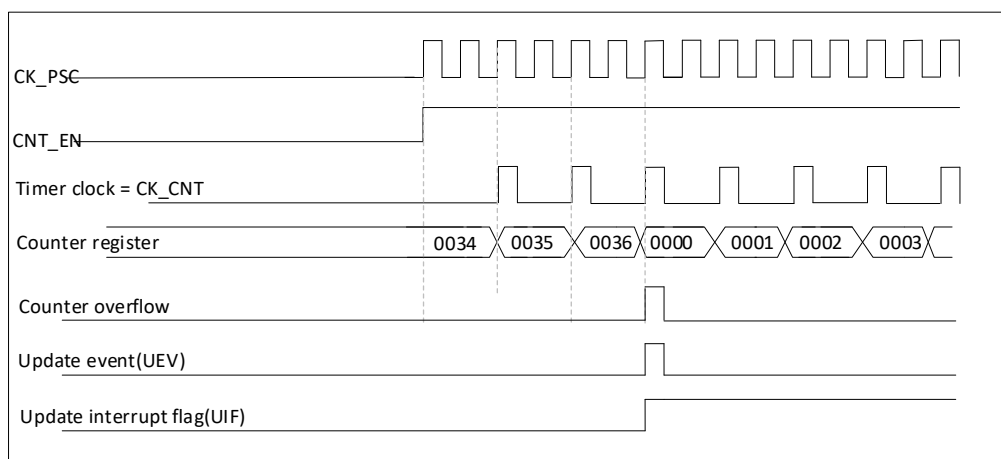 CK_PSC
CNT_EN
Timer clock = CK_CNT
Counter register
0034 0035 0036 0000 0001 0002 0003
Counter overflow
Update event(UEV)
Update interrupt flag(UIF)